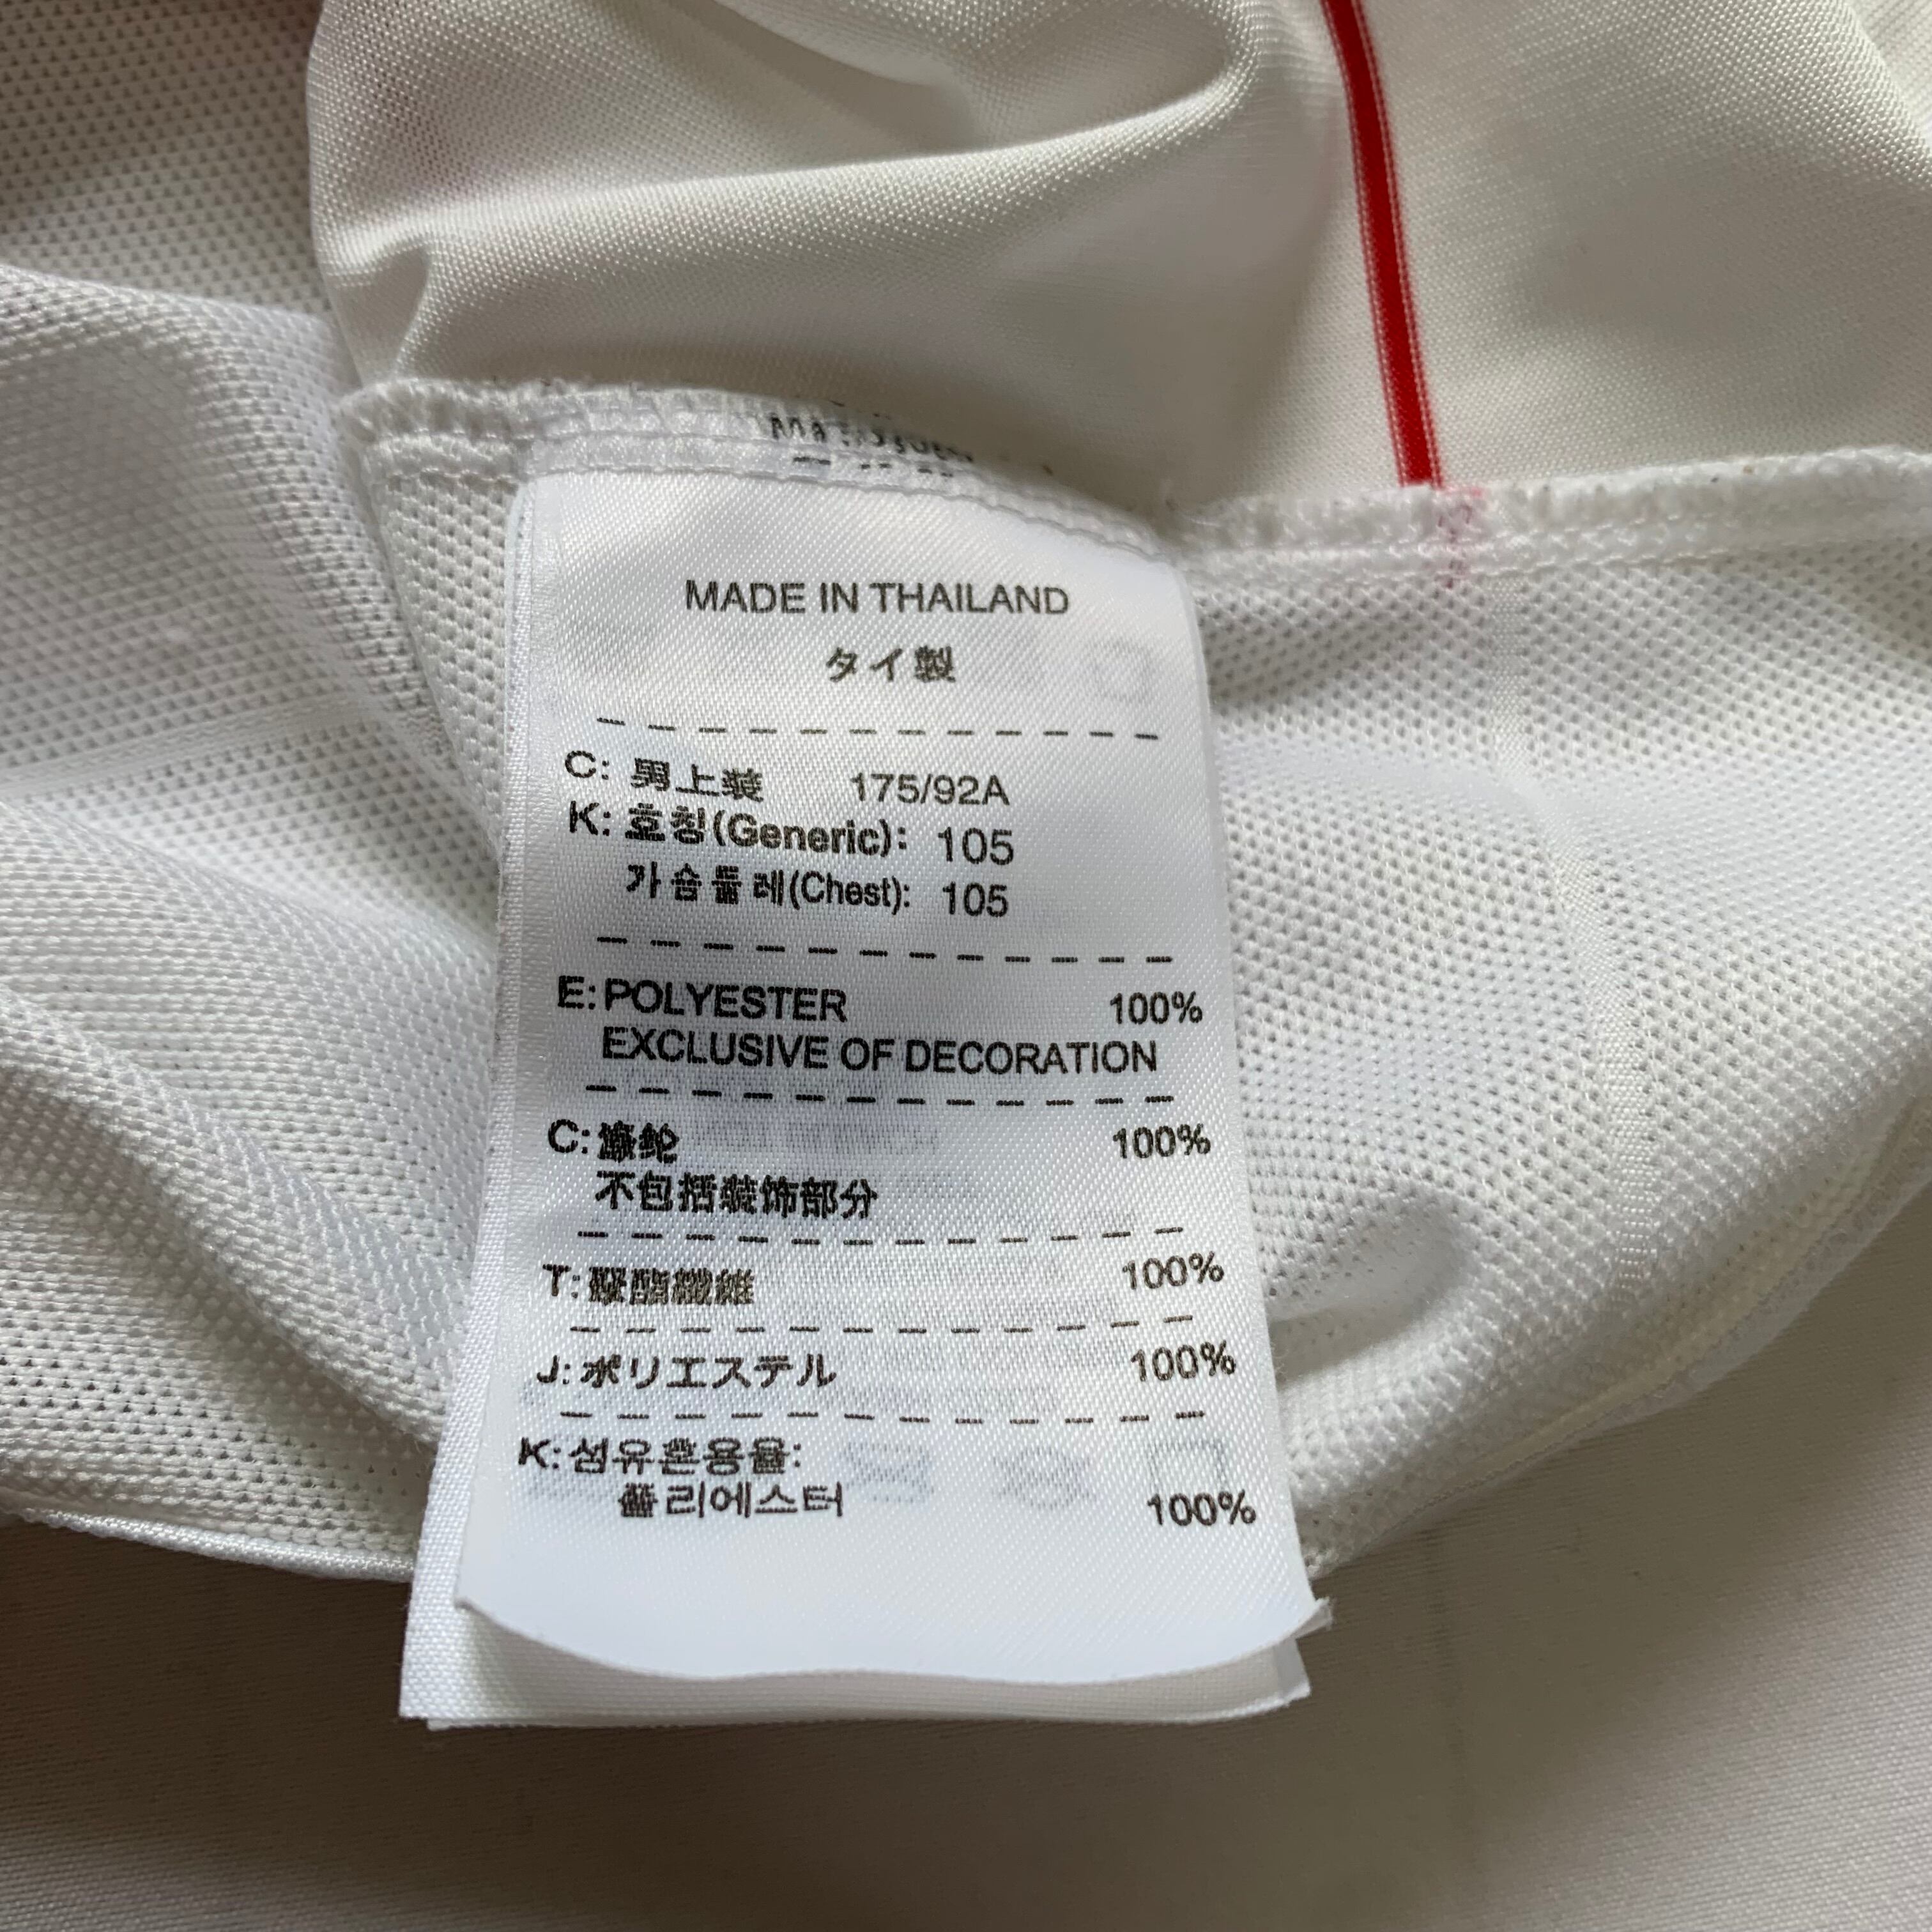 MADE IN THAILAND
タイ製
C: 男上装 175/92A
K: 호칭(Generic): 105
가슴둘레(Chest): 105
E: POLYESTER 100%
EXCLUSIVE OF DECORATION
C: 涤纶 100%
不包括装饰部分
T: 聚酯纖維 100%
J: ポリエステル 100%
K: 섬유혼용율:
폴리에스터 100%